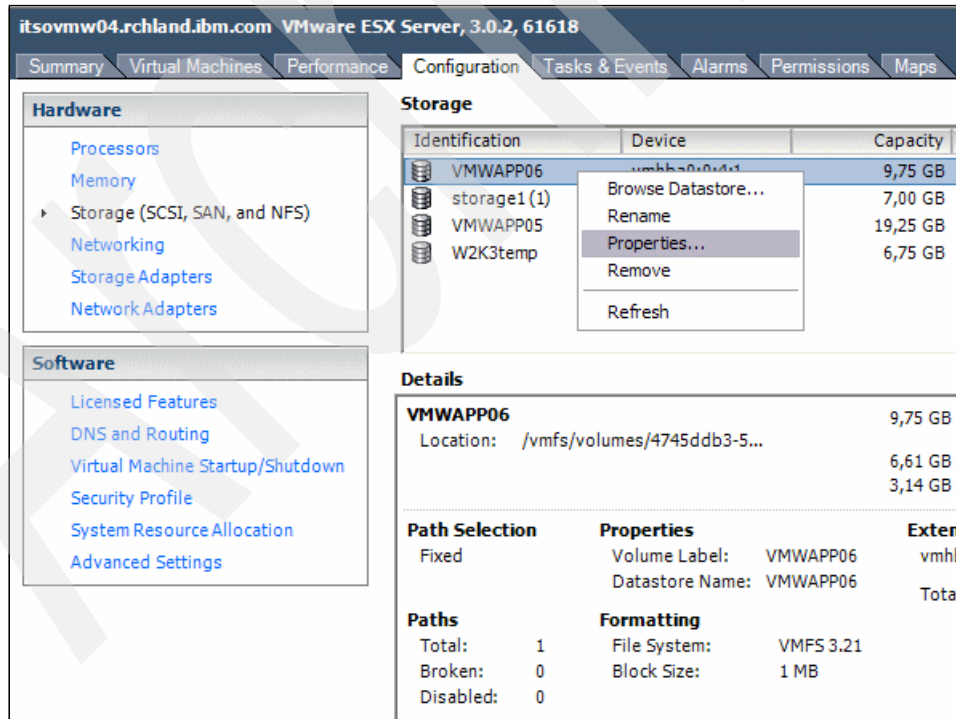 itsovmw04.rchland.ibm.com VMware ESX Server, 3.0.2, 61618
Summary Virtual Machines Performance Configuration Tasks & Events Alarms Permissions Maps
Hardware
Processors
Memory
Storage (SCSI, SAN, and NFS)
Networking
Storage Adapters
Network Adapters
Software
Licensed Features
DNS and Routing
Virtual Machine Startup/Shutdown
Security Profile
System Resource Allocation
Advanced Settings
Storage
Identification Device Capacity
VMWAPP06 vmhba0:0:4:1 9,75 GB
storage1 (1) 7,00 GB
VMWAPP05 19,25 GB
W2K3temp 6,75 GB
Browse Datastore...
Rename
Properties...
Remove
Refresh
Details
VMWAPP06 9,75 GB
Location: /vmfs/volumes/4745ddb3-5...
6,61 GB
3,14 GB
Path Selection
Fixed
Paths
Total: 1
Broken: 0
Disabled: 0
Properties
Volume Label: VMWAPP06
Datastore Name: VMWAPP06
Formatting
File System: VMFS 3.21
Block Size: 1 MB